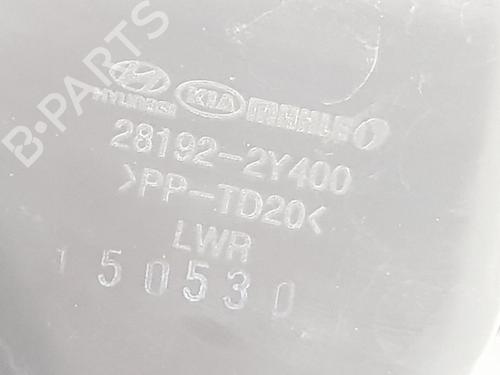 B-PARTS
HYUNDAI KIA MAHLE
28192-2Y400
>PP-TD20<
LWR
150530